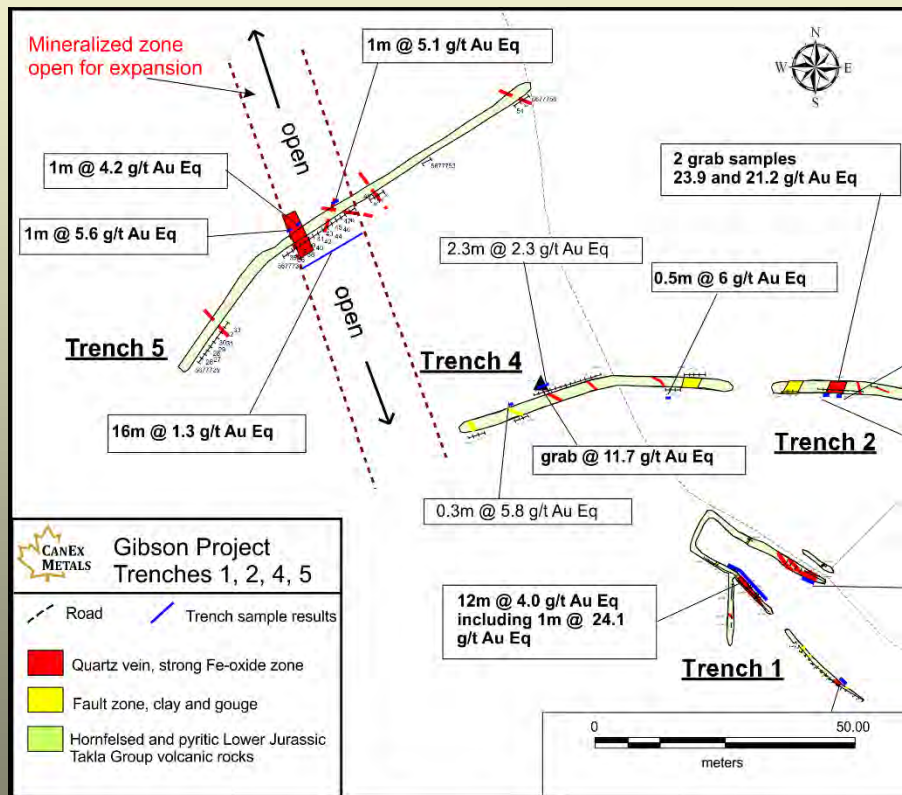 Mineralized zone
open for expansion
1m @ 5.1 g/t Au Eq
N
W
E
S
open
2 grab samples
23.9 and 21.2g/t Au Eq
1m @ 4.2 g/t Au Eq
1m @ 5.6 g/t Au Eq
2.3m @ 2.3 g/t Au Eq
0.5m @ 6 g/t Au Eq
open
Trench 5
Trench 4
Trench 2
16m @ 1.3 g/t Au Eq
grab @ 11.7 g/t Au Eq
0.3m @ 5.8 g/t Au Eq
12m @ 4.0 g/t Au Eq
including 1m @ 24.1
g/t Au Eq
Trench 1
CANEX
METALS
Gibson Project
Trenches 1, 2, 4, 5
Road
Trench sample results
Quartz vein, strong Fe-oxide zone
Fault zone, clay and gouge
Hornfelsed and pyritic Lower Jurassic
Takla Group volcanic rocks
0
50.00
meters